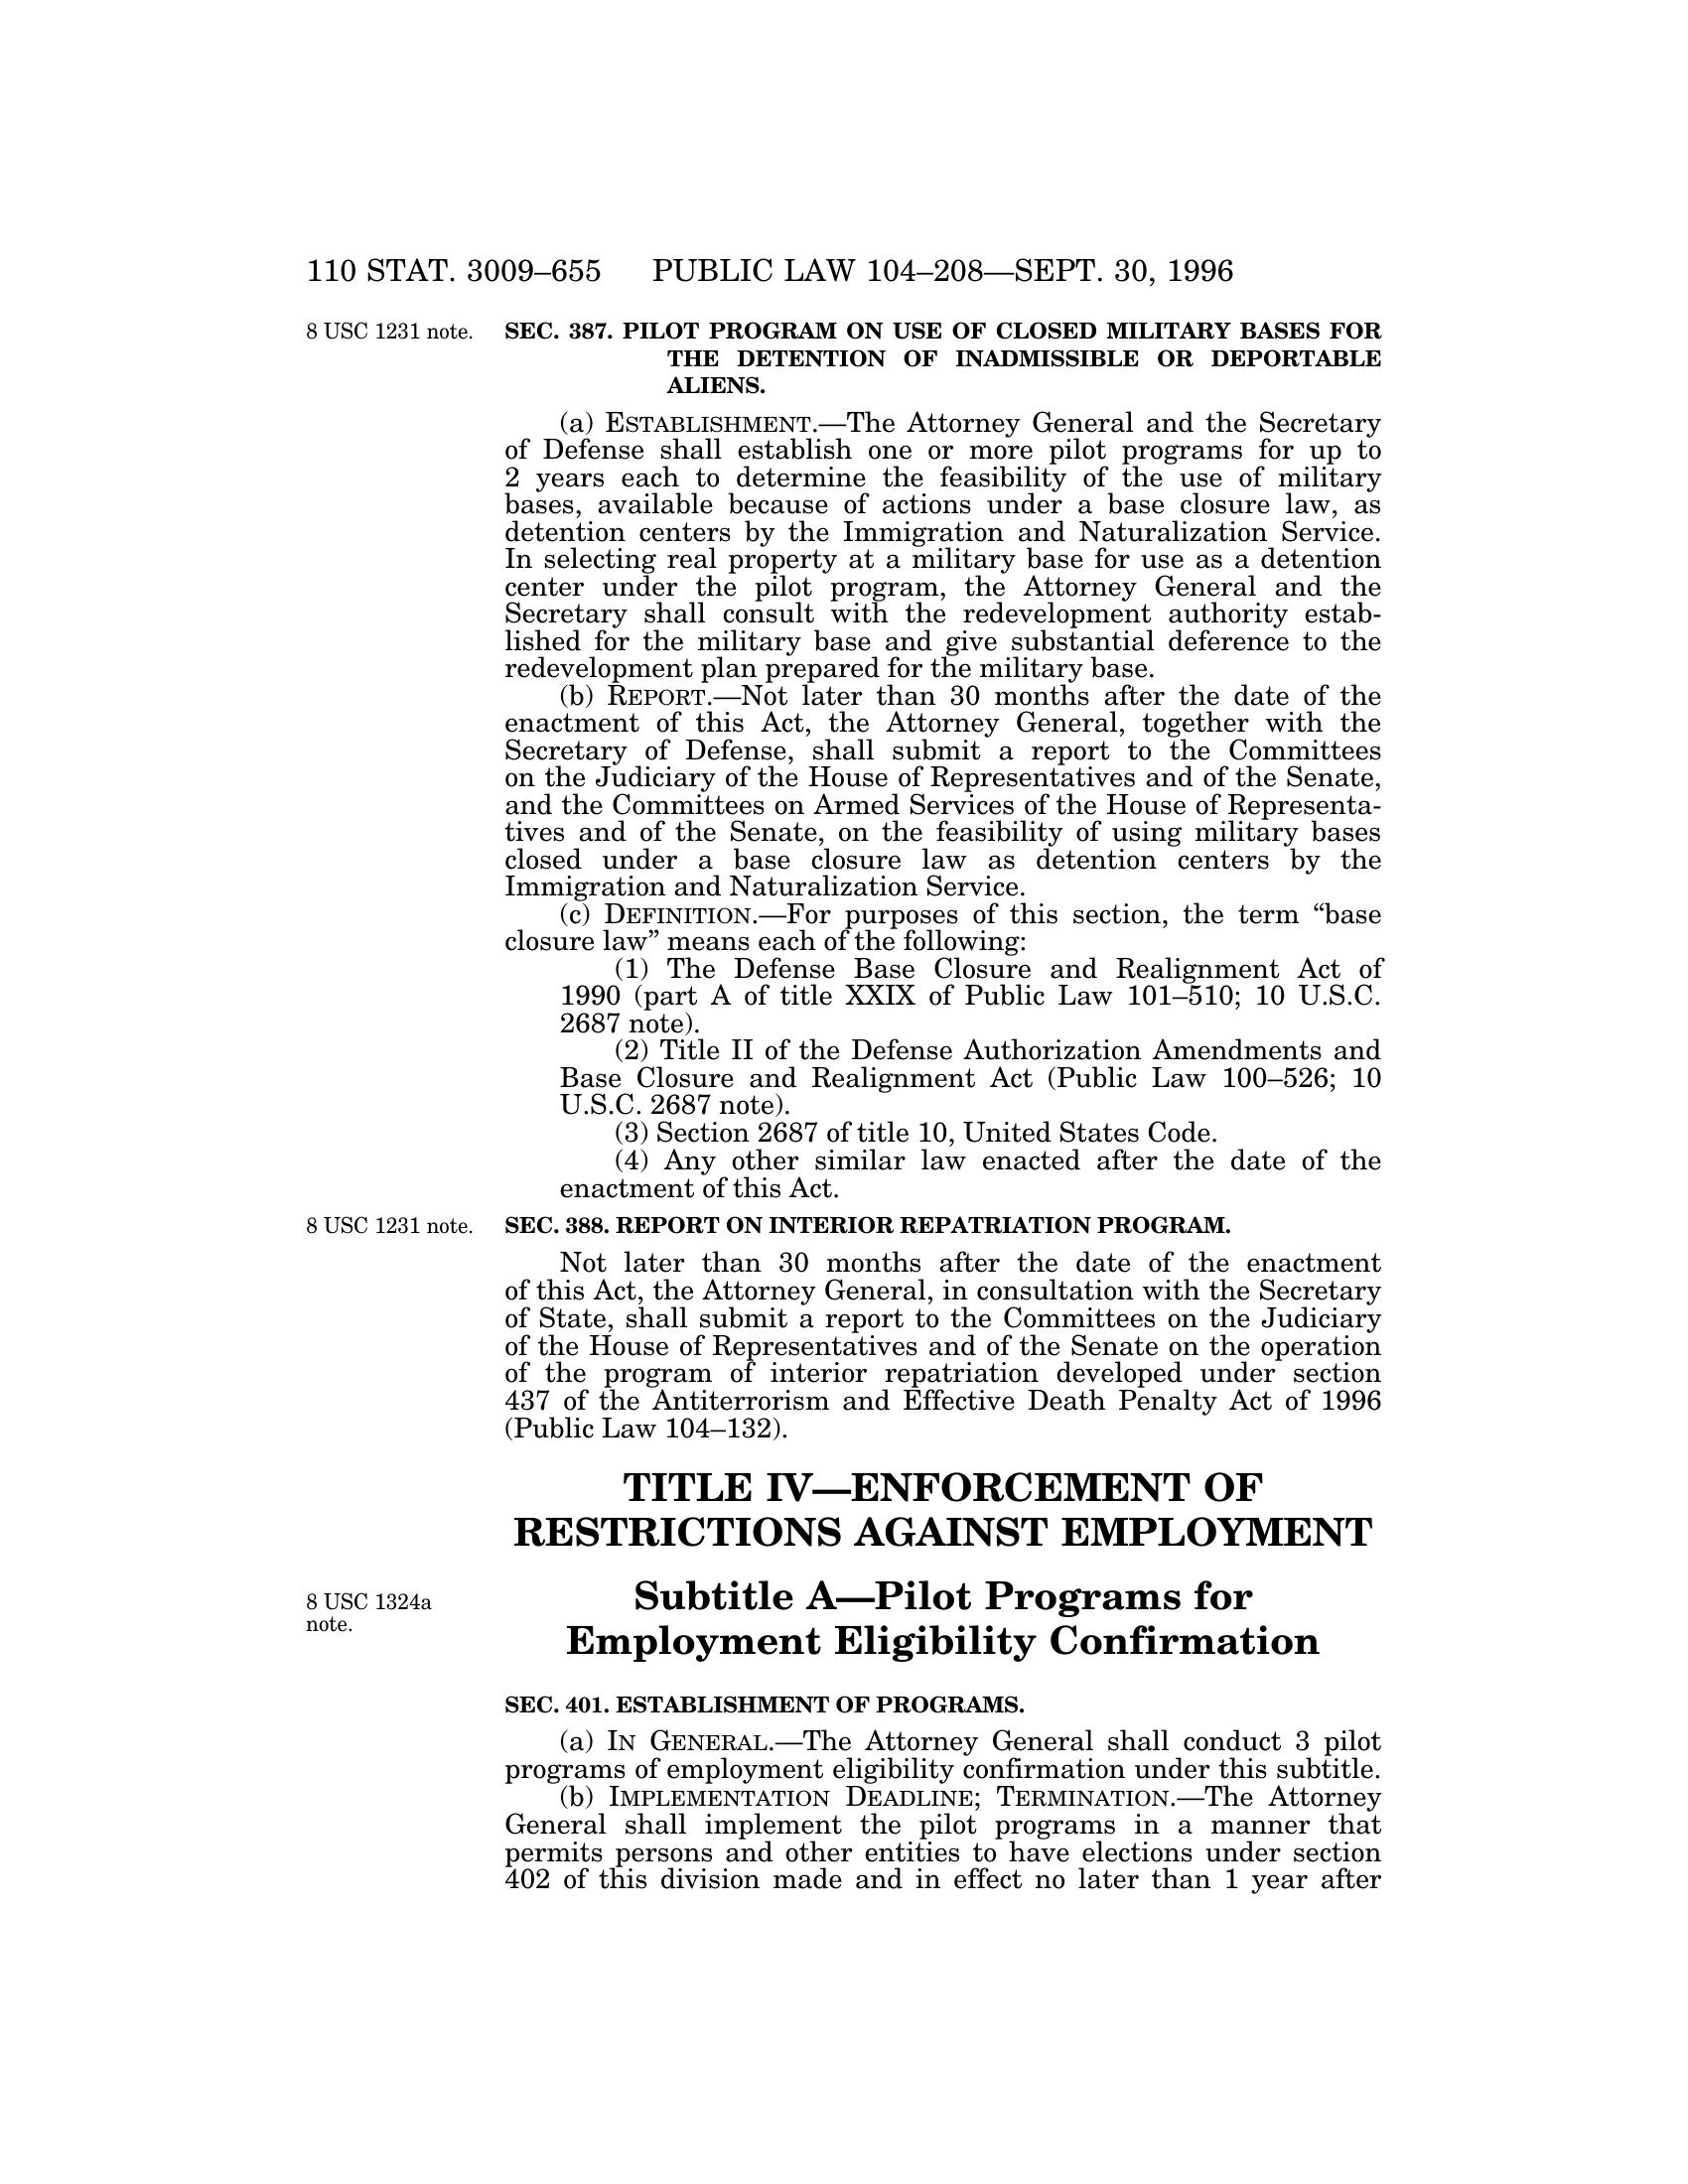 110 STAT. 3009–655 PUBLIC LAW 104–208—SEPT. 30, 1996
8 USC 1231 note.
SEC. 387. PILOT PROGRAM ON USE OF CLOSED MILITARY BASES FOR
THE DETENTION OF INADMISSIBLE OR DEPORTABLE
ALIENS.
(a) ESTABLISHMENT.—The Attorney General and the Secretary
of Defense shall establish one or more pilot programs for up to
2 years each to determine the feasibility of the use of military
bases, available because of actions under a base closure law, as
detention centers by the Immigration and Naturalization Service.
In selecting real property at a military base for use as a detention
center under the pilot program, the Attorney General and the
Secretary shall consult with the redevelopment authority estab-
lished for the military base and give substantial deference to the
redevelopment plan prepared for the military base.
(b) REPORT.—Not later than 30 months after the date of the
enactment of this Act, the Attorney General, together with the
Secretary of Defense, shall submit a report to the Committees
on the Judiciary of the House of Representatives and of the Senate,
and the Committees on Armed Services of the House of Representa-
tives and of the Senate, on the feasibility of using military bases
closed under a base closure law as detention centers by the
Immigration and Naturalization Service.
(c) DEFINITION.—For purposes of this section, the term “base
closure law” means each of the following:
(1) The Defense Base Closure and Realignment Act of
1990 (part A of title XXIX of Public Law 101–510; 10 U.S.C.
2687 note).
(2) Title II of the Defense Authorization Amendments and
Base Closure and Realignment Act (Public Law 100–526; 10
U.S.C. 2687 note).
(3) Section 2687 of title 10, United States Code.
(4) Any other similar law enacted after the date of the
enactment of this Act.
8 USC 1231 note.
SEC. 388. REPORT ON INTERIOR REPATRIATION PROGRAM.
Not later than 30 months after the date of the enactment
of this Act, the Attorney General, in consultation with the Secretary
of State, shall submit a report to the Committees on the Judiciary
of the House of Representatives and of the Senate on the operation
of the program of interior repatriation developed under section
437 of the Antiterrorism and Effective Death Penalty Act of 1996
(Public Law 104–132).
TITLE IV—ENFORCEMENT OF
RESTRICTIONS AGAINST EMPLOYMENT
8 USC 1324a
note.
Subtitle A—Pilot Programs for
Employment Eligibility Confirmation
SEC. 401. ESTABLISHMENT OF PROGRAMS.
(a) IN GENERAL.—The Attorney General shall conduct 3 pilot
programs of employment eligibility confirmation under this subtitle.
(b) IMPLEMENTATION DEADLINE; TERMINATION.—The Attorney
General shall implement the pilot programs in a manner that
permits persons and other entities to have elections under section
402 of this division made and in effect no later than 1 year after